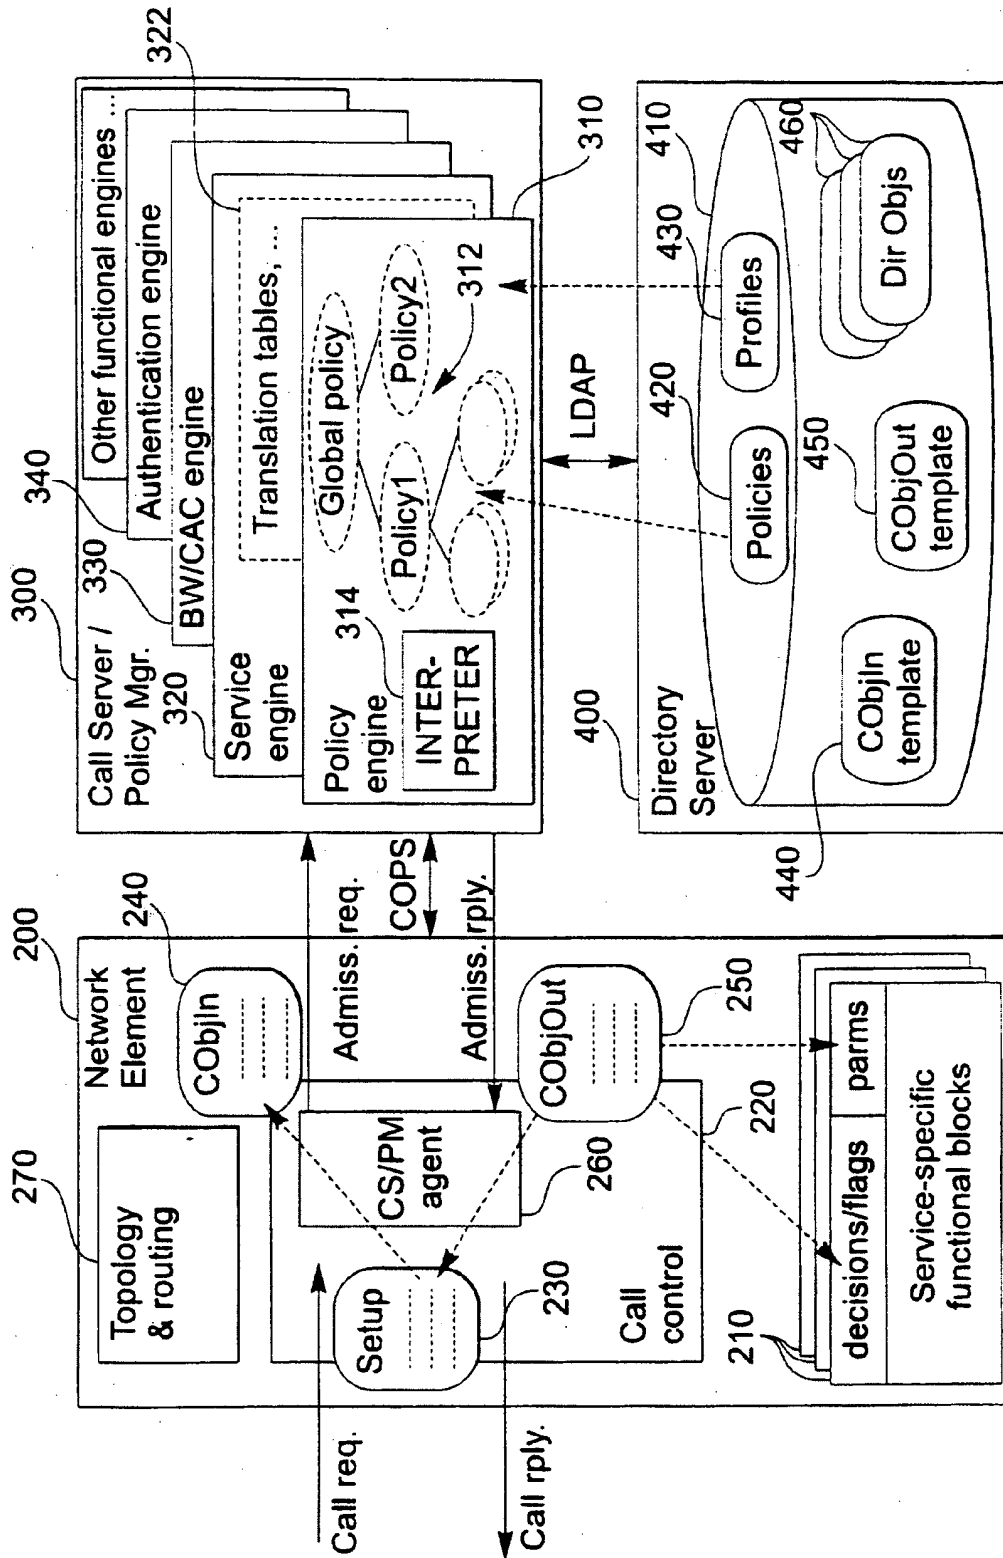 Call req.
Call rply.
200
Network
Element
270
Topology
& routing
240
CObjIn
Setup
230
CS/PM
agent
260
Call
control
CObjOut
250
220
210
decisions/flags
parms
Service-specific
functional blocks
Admiss. req.
COPS
Admiss. rply.
300
Call Server /
Policy Mgr.
340
330
320
Other functional engines ...
Authentication engine
BW/CAC engine
Service
engine
322
Translation tables, ...
Policy
engine
314
INTER-
PRETER
Global policy
Policy1
Policy2
312
310
LDAP
400
Directory
Server
420
430
410
Policies
Profiles
440
CObjIn
template
450
CObjOut
template
460
Dir Objs